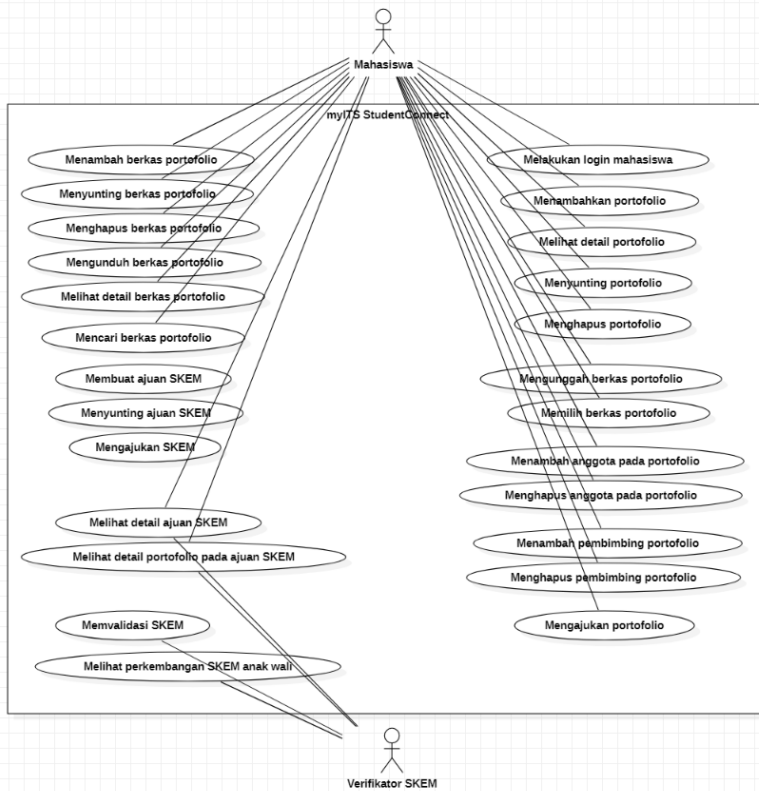 Mahasiswa
myITS StudentConnect
Menambah berkas portofolio
Menyunting berkas portofolio
Menghapus berkas portofolio
Mengunduh berkas portofolio
Melihat detail berkas portofolio
Mencari berkas portofolio
Membuat ajuan SKEM
Menyunting ajuan SKEM
Mengajukan SKEM
Melihat detail ajuan SKEM
Melihat detail portofolio pada ajuan SKEM
Memvalidasi SKEM
Melihat perkembangan SKEM anak wali
Melakukan login mahasiswa
Menambahkan portofolio
Melihat detail portofolio
Menyunting portofolio
Menghapus portofolio
Mengunggah berkas portofolio
Memilih berkas portofolio
Menambah anggota pada portofolio
Menghapus anggota pada portofolio
Menambah pembimbing portofolio
Menghapus pembimbing portofolio
Mengajukan portofolio
Verifikator SKEM